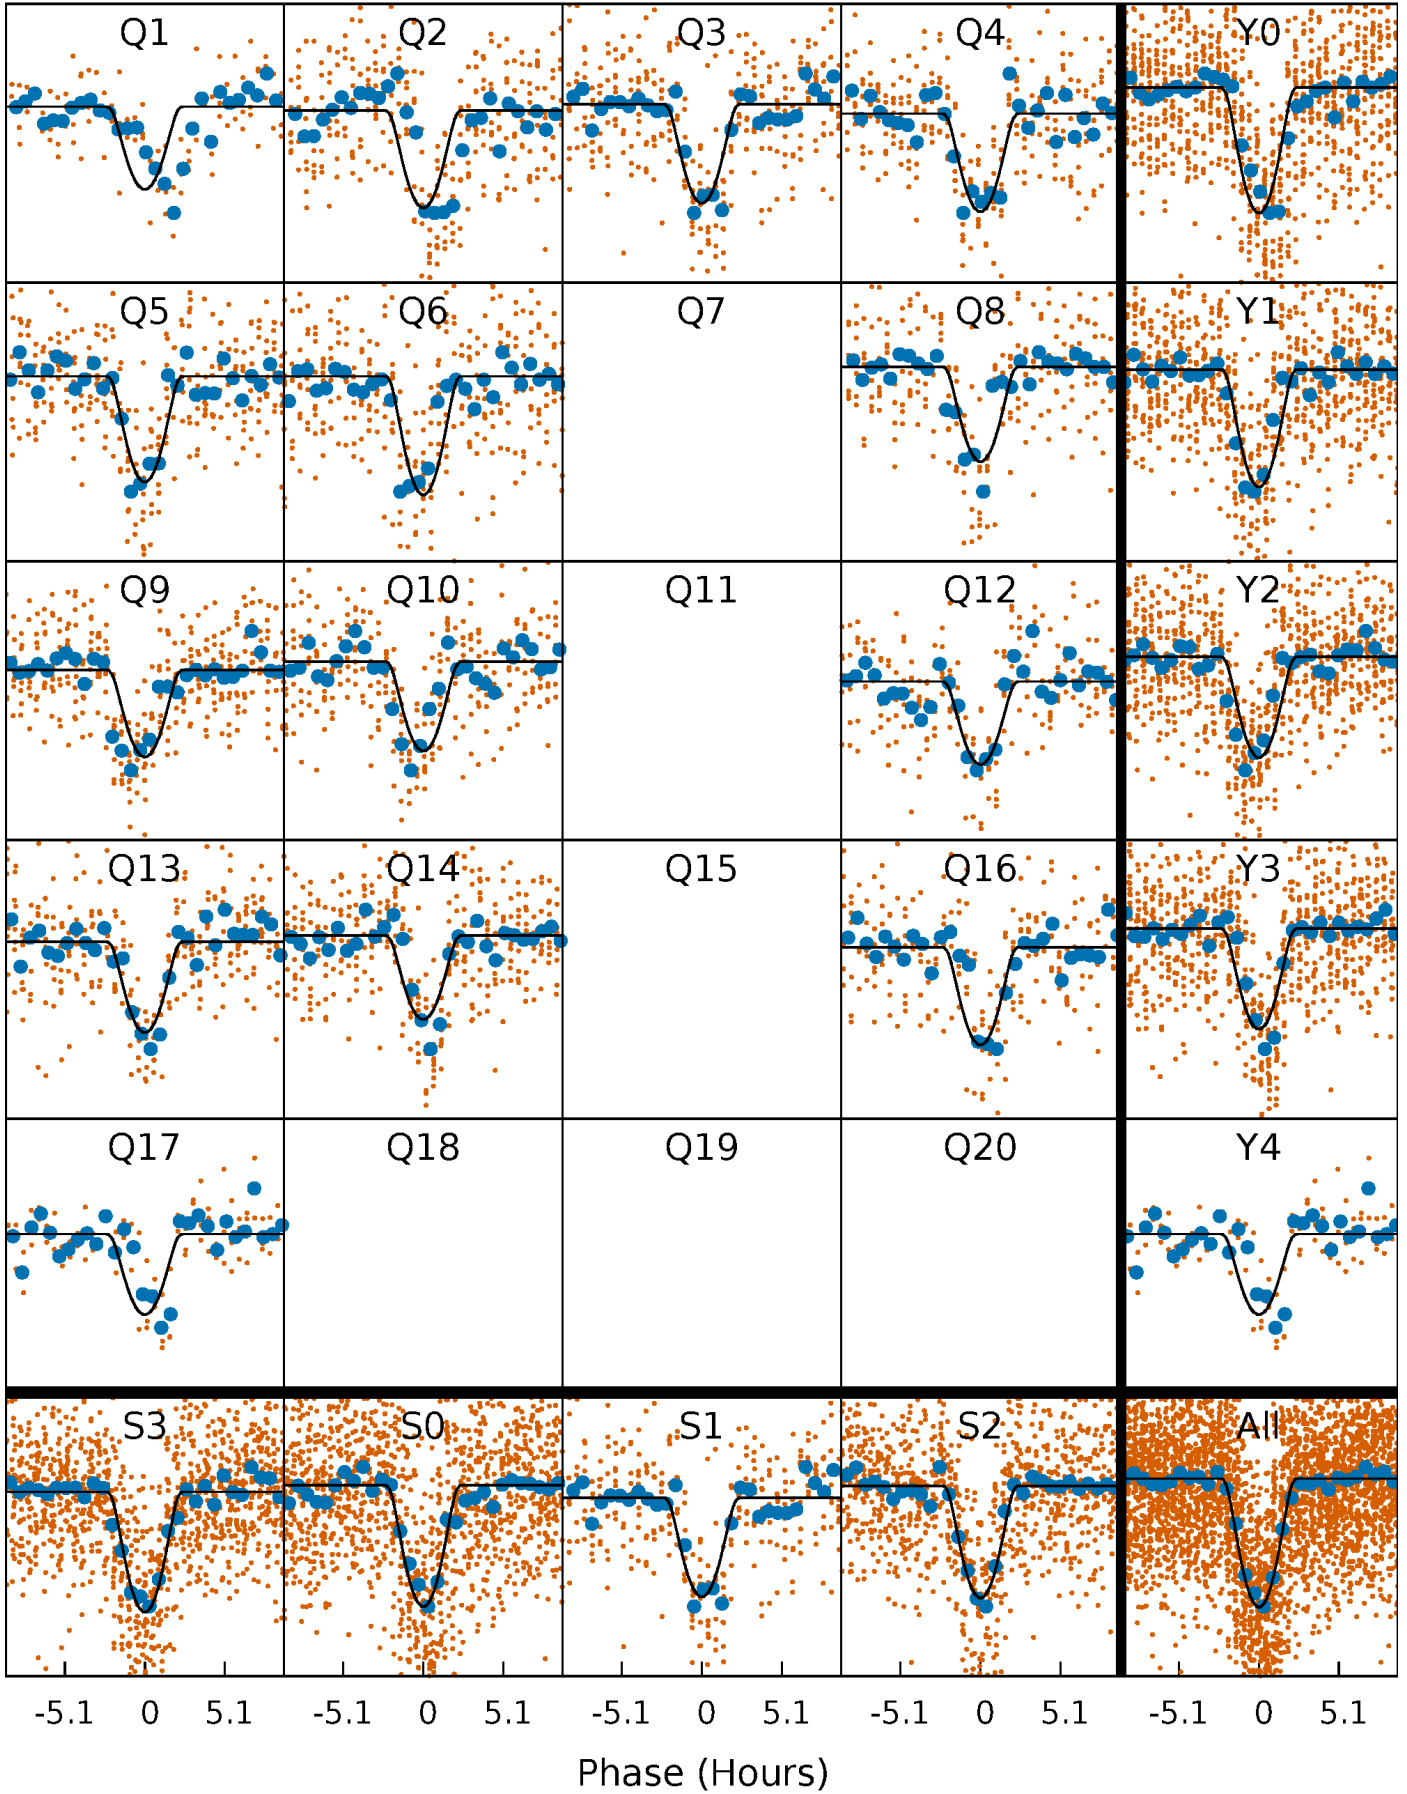 Q1 Q2 Q3 Q4 Y0
Q5 Q6 Q7 Q8 Y1
Q9 Q10 Q11 Q12 Y2
Q13 Q14 Q15 Q16 Y3
Q17 Q18 Q19 Q20 Y4
S3 S0 S1 S2 All
-5.1 0 5.1 -5.1 0 5.1 -5.1 0 5.1 -5.1 0 5.1 -5.1 0 5.1
Phase (Hours)